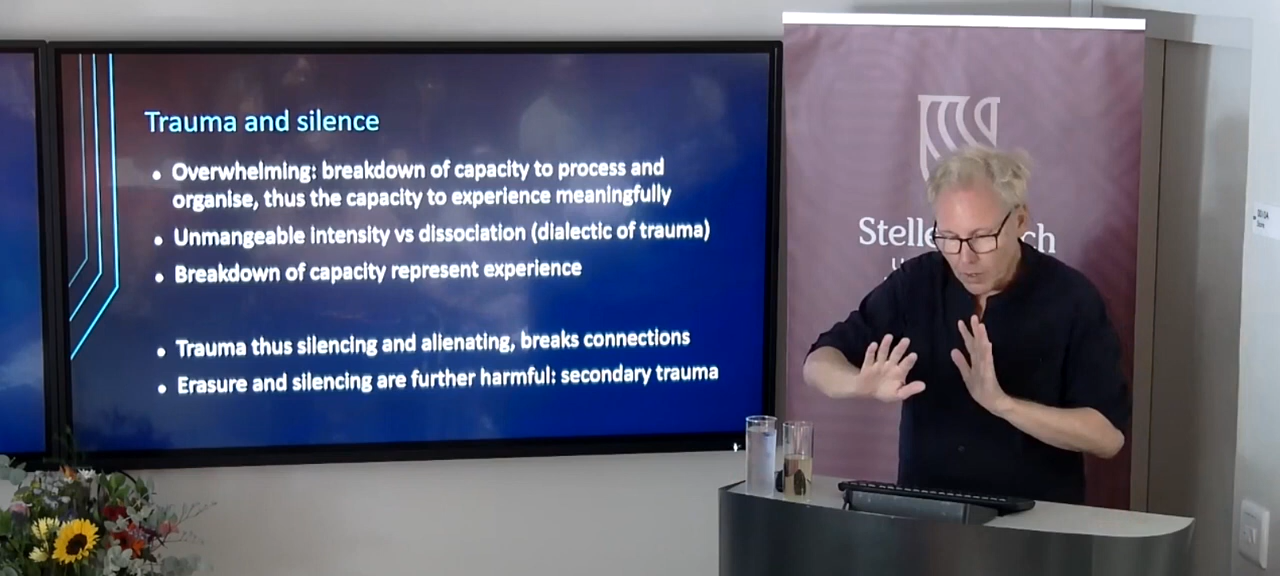 Trauma and silence
• Overwhelming: breakdown of capacity to process and
organise, thus the capacity to experience meaningfully
• Unmangeable intensity vs dissociation (dialectic of trauma)
• Breakdown of capacity represent experience
• Trauma thus silencing and alienating, breaks connections
• Erasure and silencing are further harmful: secondary trauma
Stelle ch